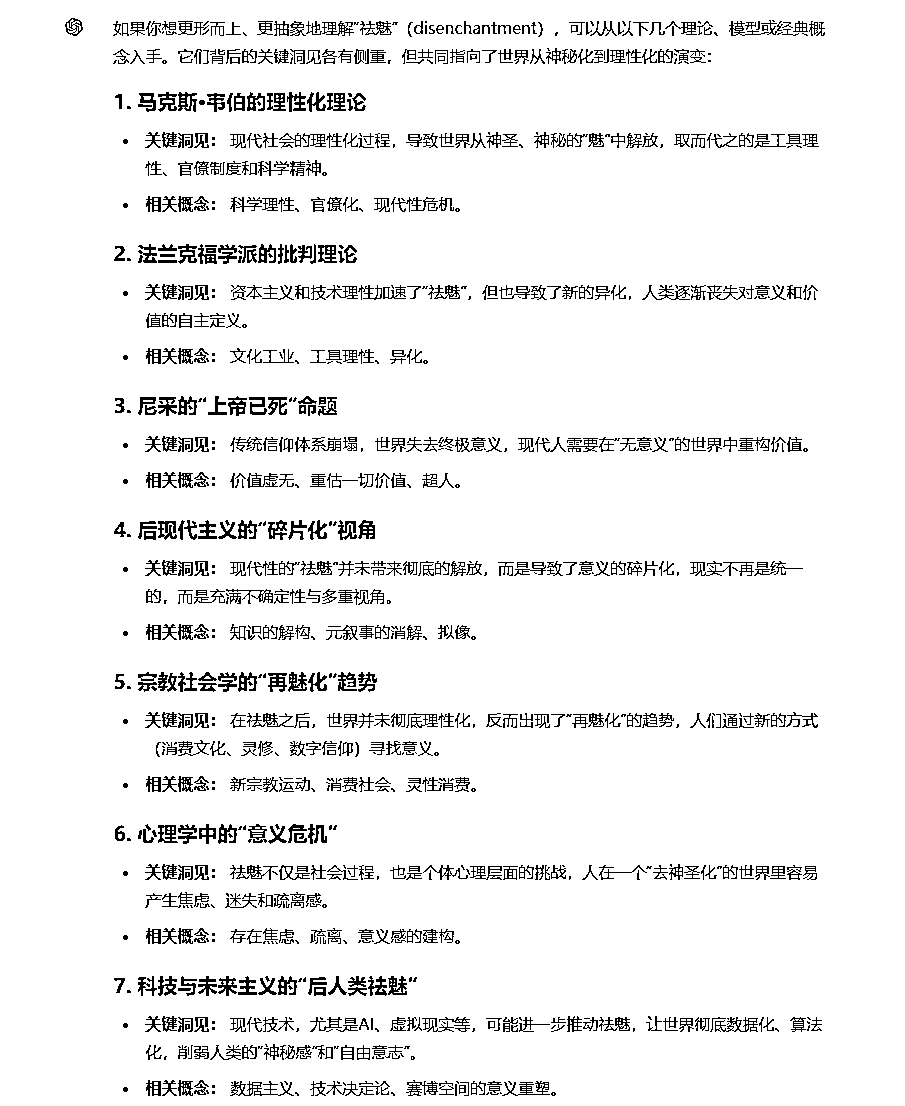 如果你想更形而上、更抽象地理解"祛魅"（disenchantment），可以从以下几个理论、模型或经典概
念入手。它们背后的关键洞见各有侧重，但共同指向了世界从神秘化到理性化的演变：
1. 马克斯·韦伯的理性化理论
• 关键洞见： 现代社会的理性化过程，导致世界从神圣、神秘的"魅"中解放，取而代之的是工具理
性、官僚制度和科学精神。
• 相关概念： 科学理性、官僚化、现代性危机。
2. 法兰克福学派的批判理论
• 关键洞见： 资本主义和技术理性加速了"祛魅"，但也导致了新的异化，人类逐渐丧失对意义和价
值的自主定义。
• 相关概念： 文化工业、工具理性、异化。
3. 尼采的"上帝已死"命题
• 关键洞见： 传统信仰体系崩塌，世界失去终极意义，现代人需要在"无意义"的世界中重构价值。
• 相关概念： 价值虚无、重估一切价值、超人。
4. 后现代主义的"碎片化"视角
• 关键洞见： 现代性的"祛魅"并未带来彻底的解放，而是导致了意义的碎片化，现实不再是统一
的，而是充满不确定性与多重视角。
• 相关概念： 知识的解构、元叙事的消解、拟像。
5. 宗教社会学的"再魅化"趋势
• 关键洞见： 在祛魅之后，世界并未彻底理性化，反而出现了"再魅化"的趋势，人们通过新的方式
（消费文化、灵修、数字信仰）寻找意义。
• 相关概念： 新宗教运动、消费社会、灵性消费。
6. 心理学中的"意义危机"
• 关键洞见： 祛魅不仅是社会过程，也是个体心理层面的挑战，人在一个"去神圣化"的世界里容易
产生焦虑、迷失和疏离感。
• 相关概念： 存在焦虑、疏离、意义感的建构。
7. 科技与未来主义的"后人类祛魅"
• 关键洞见： 现代技术，尤其是AI、虚拟现实等，可能进一步推动祛魅，让世界彻底数据化、算法
化，削弱人类的"神秘感"和"自由意志"。
• 相关概念： 数据主义、技术决定论、赛博空间的意义重塑。